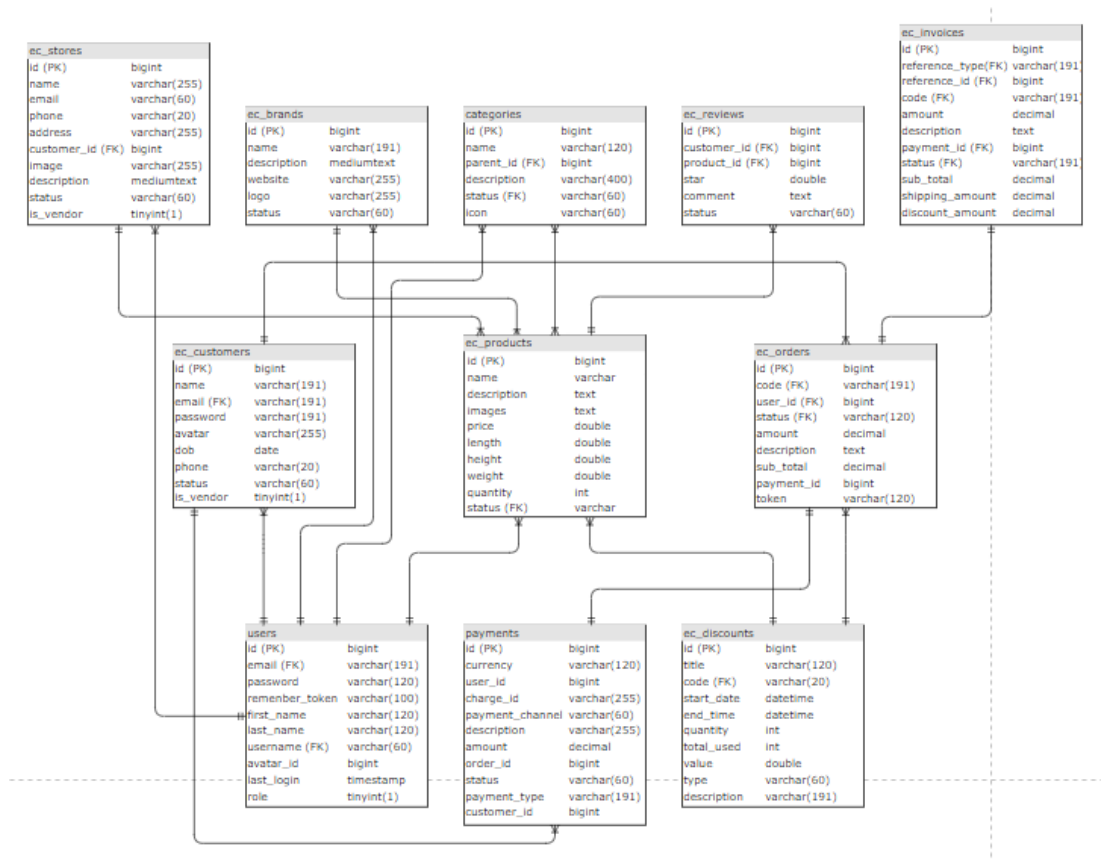 ec_stores
id (PK) bigint
name varchar(255)
email varchar(60)
phone varchar(20)
address varchar(255)
customer_id (FK) bigint
image varchar(255)
description mediumtext
status varchar(60)
is_vendor tinyint(1)
ec_brands
id (PK) bigint
name varchar(191)
description mediumtext
website varchar(255)
logo varchar(255)
status varchar(60)
categories
id (PK) bigint
name varchar(120)
parent_id (FK) bigint
description varchar(400)
status (FK) varchar(60)
icon varchar(60)
ec_reviews
id (PK) bigint
customer_id (FK) bigint
product_id (FK) bigint
star double
comment text
status varchar(60)
ec_invoices
id (PK) bigint
reference_type(FK) varchar(191)
reference_id (FK) bigint
code (FK) varchar(191)
amount decimal
description text
payment_id (FK) bigint
status (FK) varchar(191)
sub_total decimal
shipping_amount decimal
discount_amount decimal
ec_customers
id (PK) bigint
name varchar(191)
email (FK) varchar(191)
password varchar(191)
avatar varchar(255)
dob date
phone varchar(20)
status varchar(60)
is_vendor tinyint(1)
ec_products
id (PK) bigint
name varchar
description text
images text
price double
length double
height double
weight double
quantity int
status (FK) varchar
ec_orders
id (PK) bigint
code (FK) varchar(191)
user_id (FK) bigint
status (FK) varchar(120)
amount decimal
description text
sub_total decimal
payment_id bigint
token varchar(120)
users
id (PK) bigint
email (FK) varchar(191)
password varchar(120)
remenber_token varchar(100)
first_name varchar(120)
last_name varchar(120)
username (FK) varchar(60)
avatar_id bigint
last_login timestamp
role tinyint(1)
payments
id (PK) bigint
currency varchar(120)
user_id bigint
charge_id varchar(255)
payment_channel varchar(60)
description varchar(255)
amount decimal
order_id bigint
status varchar(60)
payment_type varchar(191)
customer_id bigint
ec_discounts
id (PK) bigint
title varchar(120)
code (FK) varchar(20)
start_date datetime
end_time datetime
quantity int
total_used int
value double
type varchar(60)
description varchar(191)